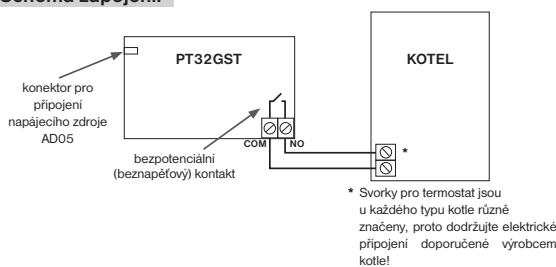 Schéma zapojení:
PT32GST
KOTEL
konektor pro
připojení
napájecího zdroje
AD05
COM
NO
*
bezpotenciální
(beznapěťový) kontakt
* Svorky pro termostat jsou
u každého typu kotle různě
značeny, proto dodržujte elektrické
připojení doporučené výrobcem
kotle!